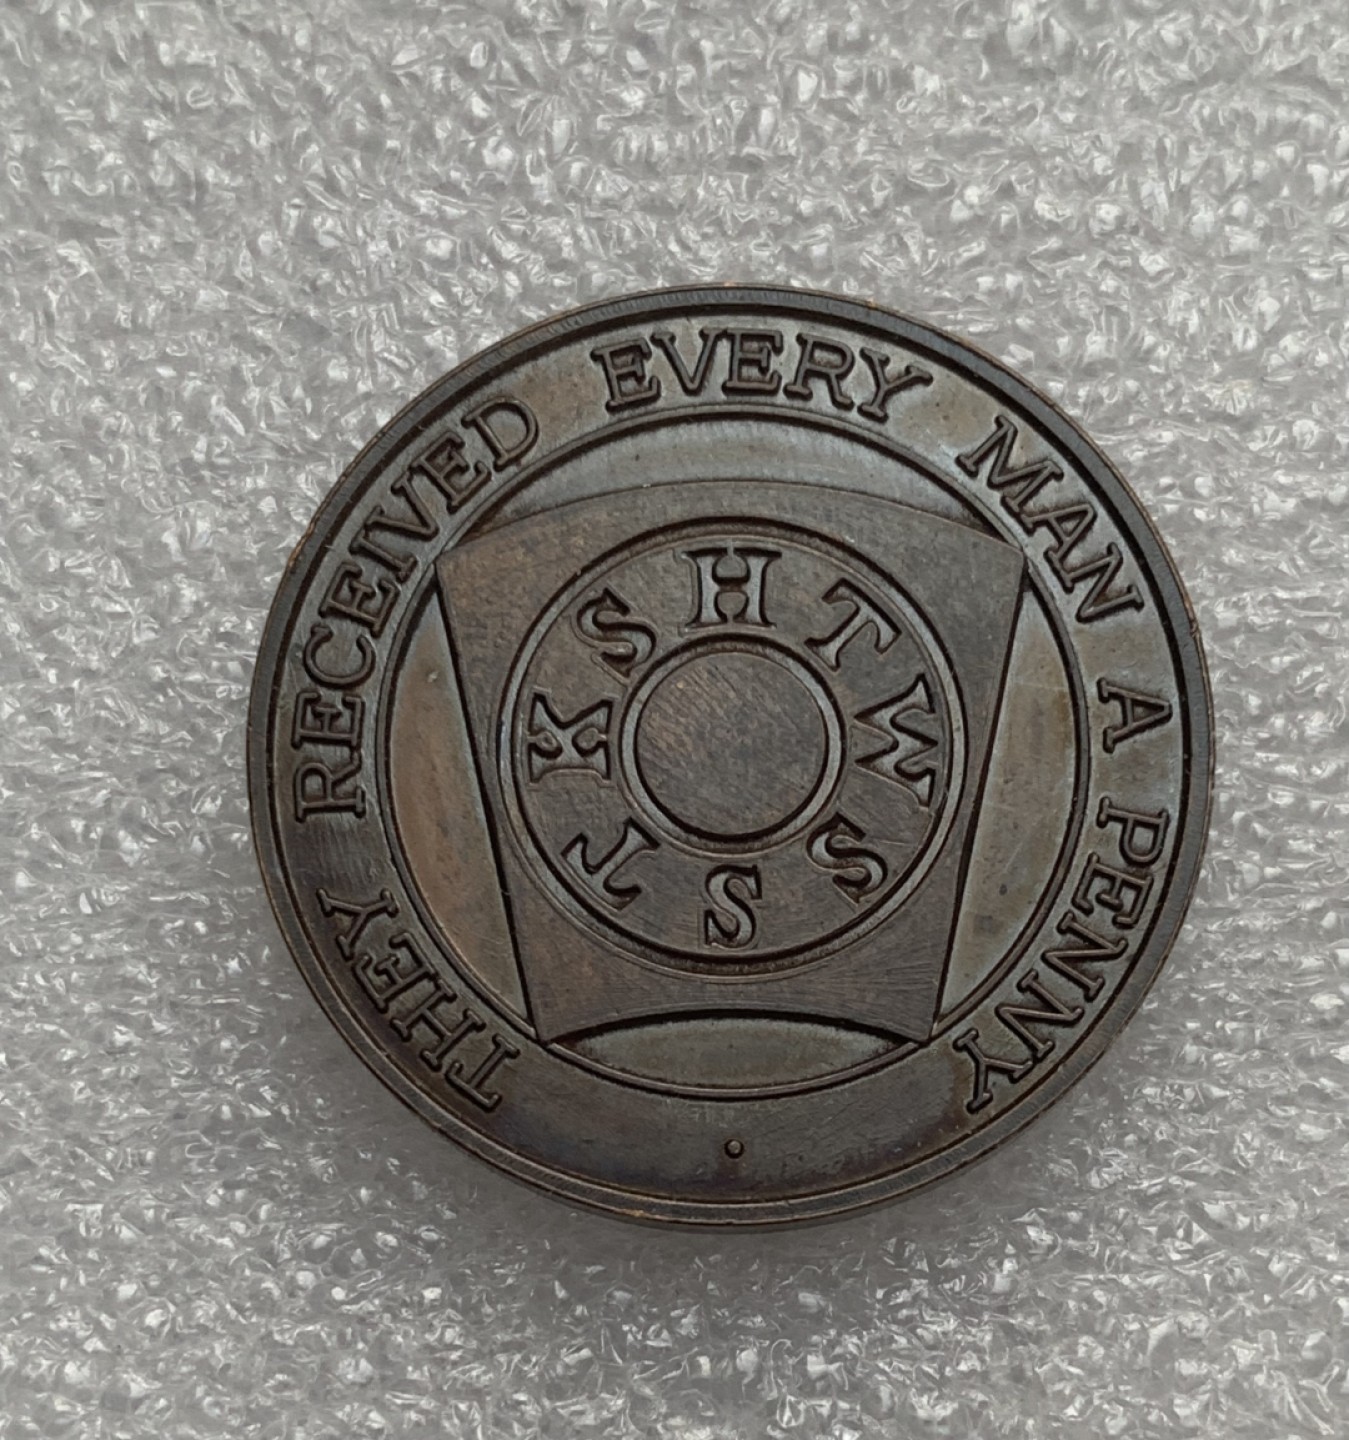 THEY RECEIVED EVERY MAN A PENNY
H T W S S T K S